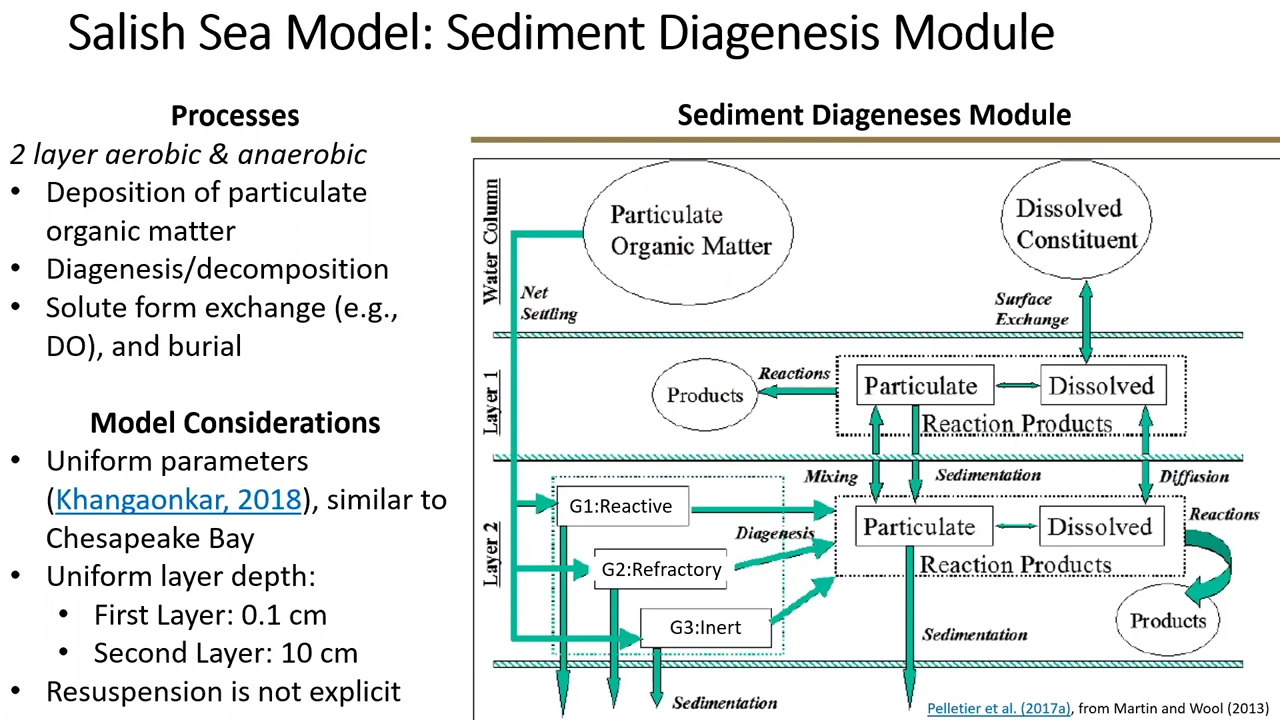 Salish Sea Model: Sediment Diagenesis Module
Processes
2 layer aerobic & anaerobic
• Deposition of particulate
organic matter
• Diagenesis/decomposition
• Solute form exchange (e.g.,
DO), and burial
Model Considerations
• Uniform parameters
(Khangaonkar, 2018), similar to
Chesapeake Bay
• Uniform layer depth:
• First Layer: 0.1 cm
• Second Layer: 10 cm
• Resuspension is not explicit
Sediment Diageneses Module
Water Column
Particulate
Organic Matter
Dissolved
Constituent
Net
Settling
Surface
Exchange
Layer 1
Products
Reactions
Particulate
Dissolved
Reaction Products
Mixing
Sedimentation
Diffusion
Layer 2
G1:Reactive
G2:Refractory
G3:Inert
Diagenesis
Particulate
Dissolved
Reactions
Reaction Products
Products
Sedimentation
Sedimentation
Pelletier et al. (2017a), from Martin and Wool (2013)